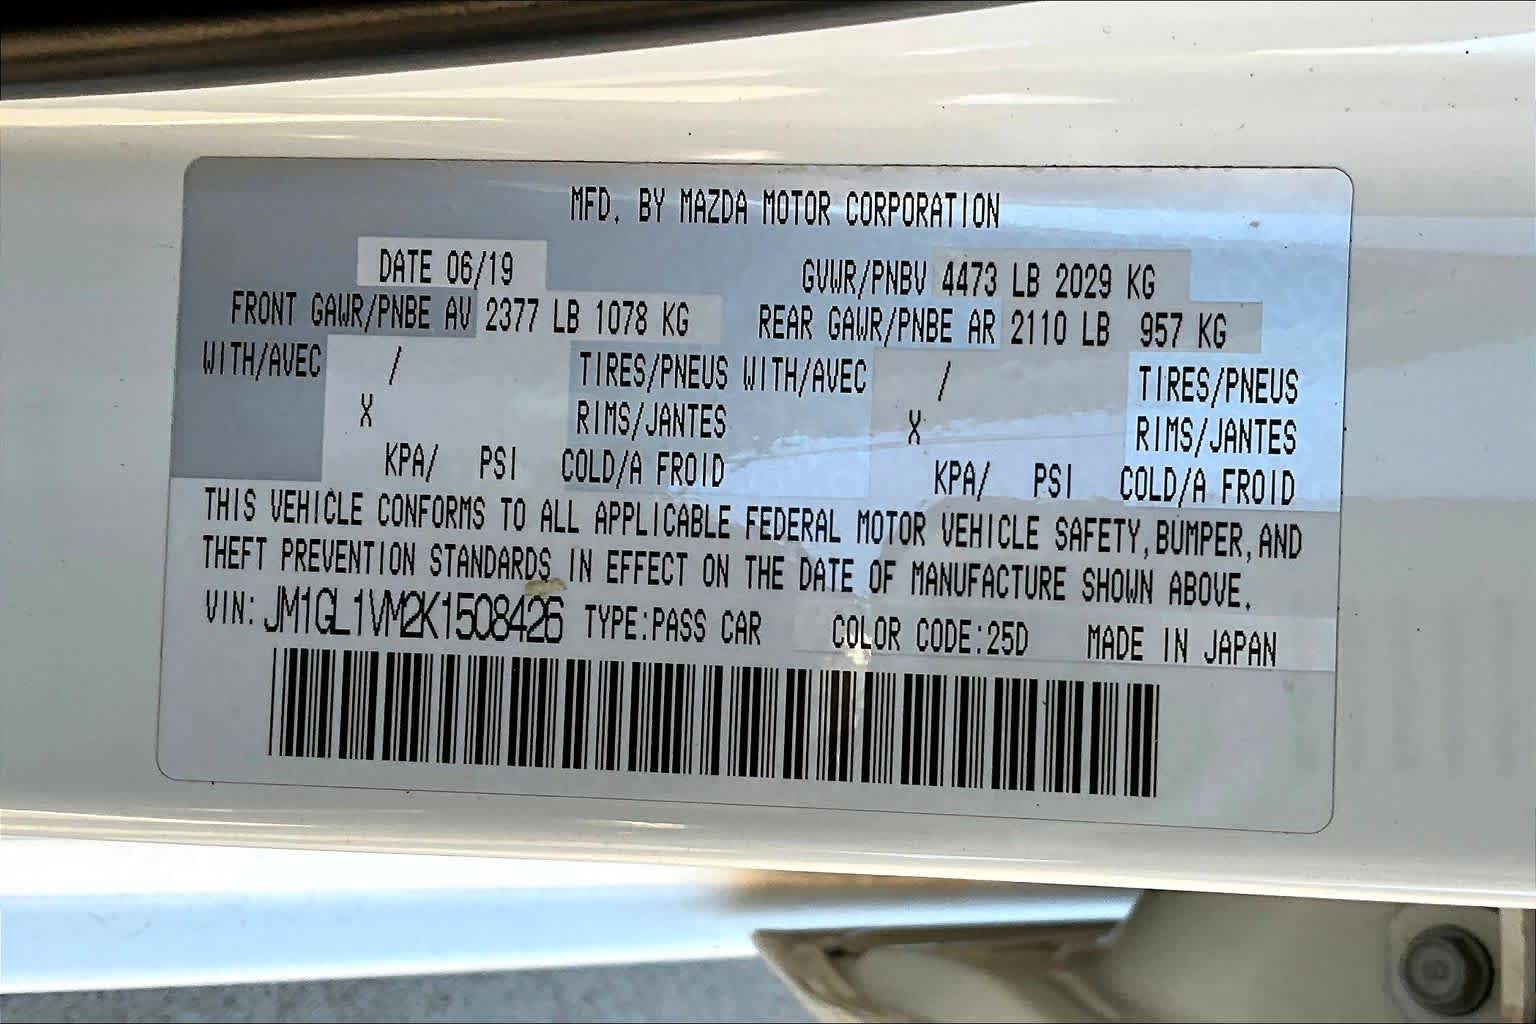 MFD. BY MAZDA MOTOR CORPORATION
DATE 06/19 GVWR/PNBV 4473 LB 2029 KG
FRONT GAWR/PNBE AV 2377 LB 1078 KG REAR GAWR/PNBE AR 2110 LB 957 KG
WITH/AVEC / TIRES/PNEUS WITH/AVEC / TIRES/PNEUS
X RIMS/JANTES X RIMS/JANTES
KPA/ PSI COLD/A FROID KPA/ PSI COLD/A FROID
THIS VEHICLE CONFORMS TO ALL APPLICABLE FEDERAL MOTOR VEHICLE SAFETY, BUMPER, AND
THEFT PREVENTION STANDARDS IN EFFECT ON THE DATE OF MANUFACTURE SHOWN ABOVE.
VIN: JM1GL1VM2K1508426 TYPE:PASS CAR COLOR CODE:25D MADE IN JAPAN